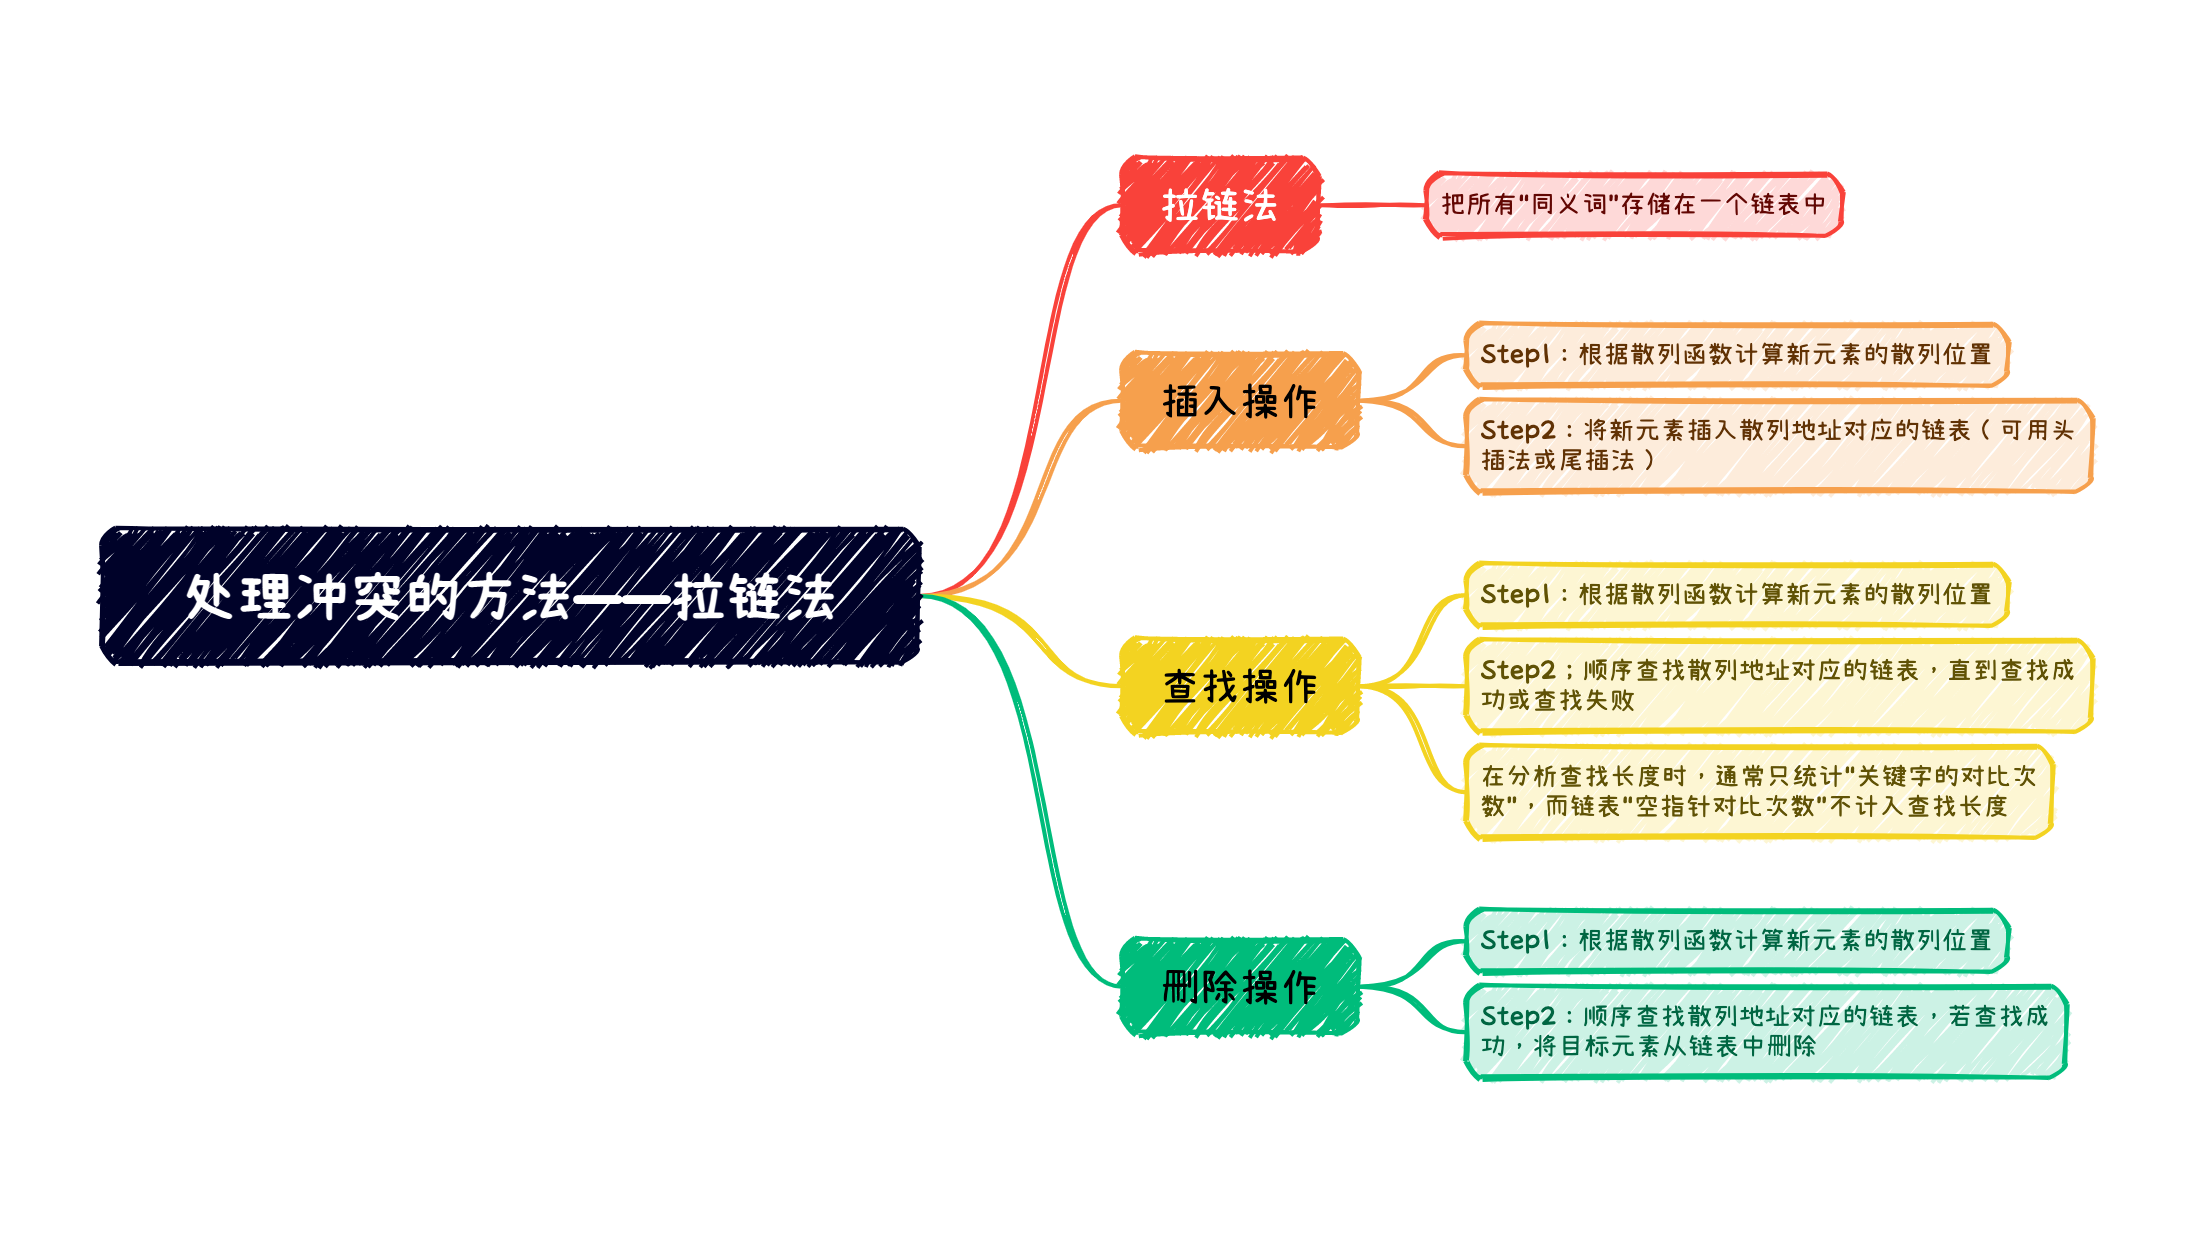 处理冲突的方法——拉链法
拉链法
把所有"同义词"存储在一个链表中
插入操作
Step1：根据散列函数计算新元素的散列位置
Step2：将新元素插入散列地址对应的链表（可用头
插法或尾插法）
查找操作
Step1：根据散列函数计算新元素的散列位置
Step2；顺序查找散列地址对应的链表，直到查找成
功或查找失败
在分析查找长度时，通常只统计"关键字的对比次
数"，而链表"空指针对比次数"不计入查找长度
删除操作
Step1：根据散列函数计算新元素的散列位置
Step2：顺序查找散列地址对应的链表，若查找成
功，将目标元素从链表中删除